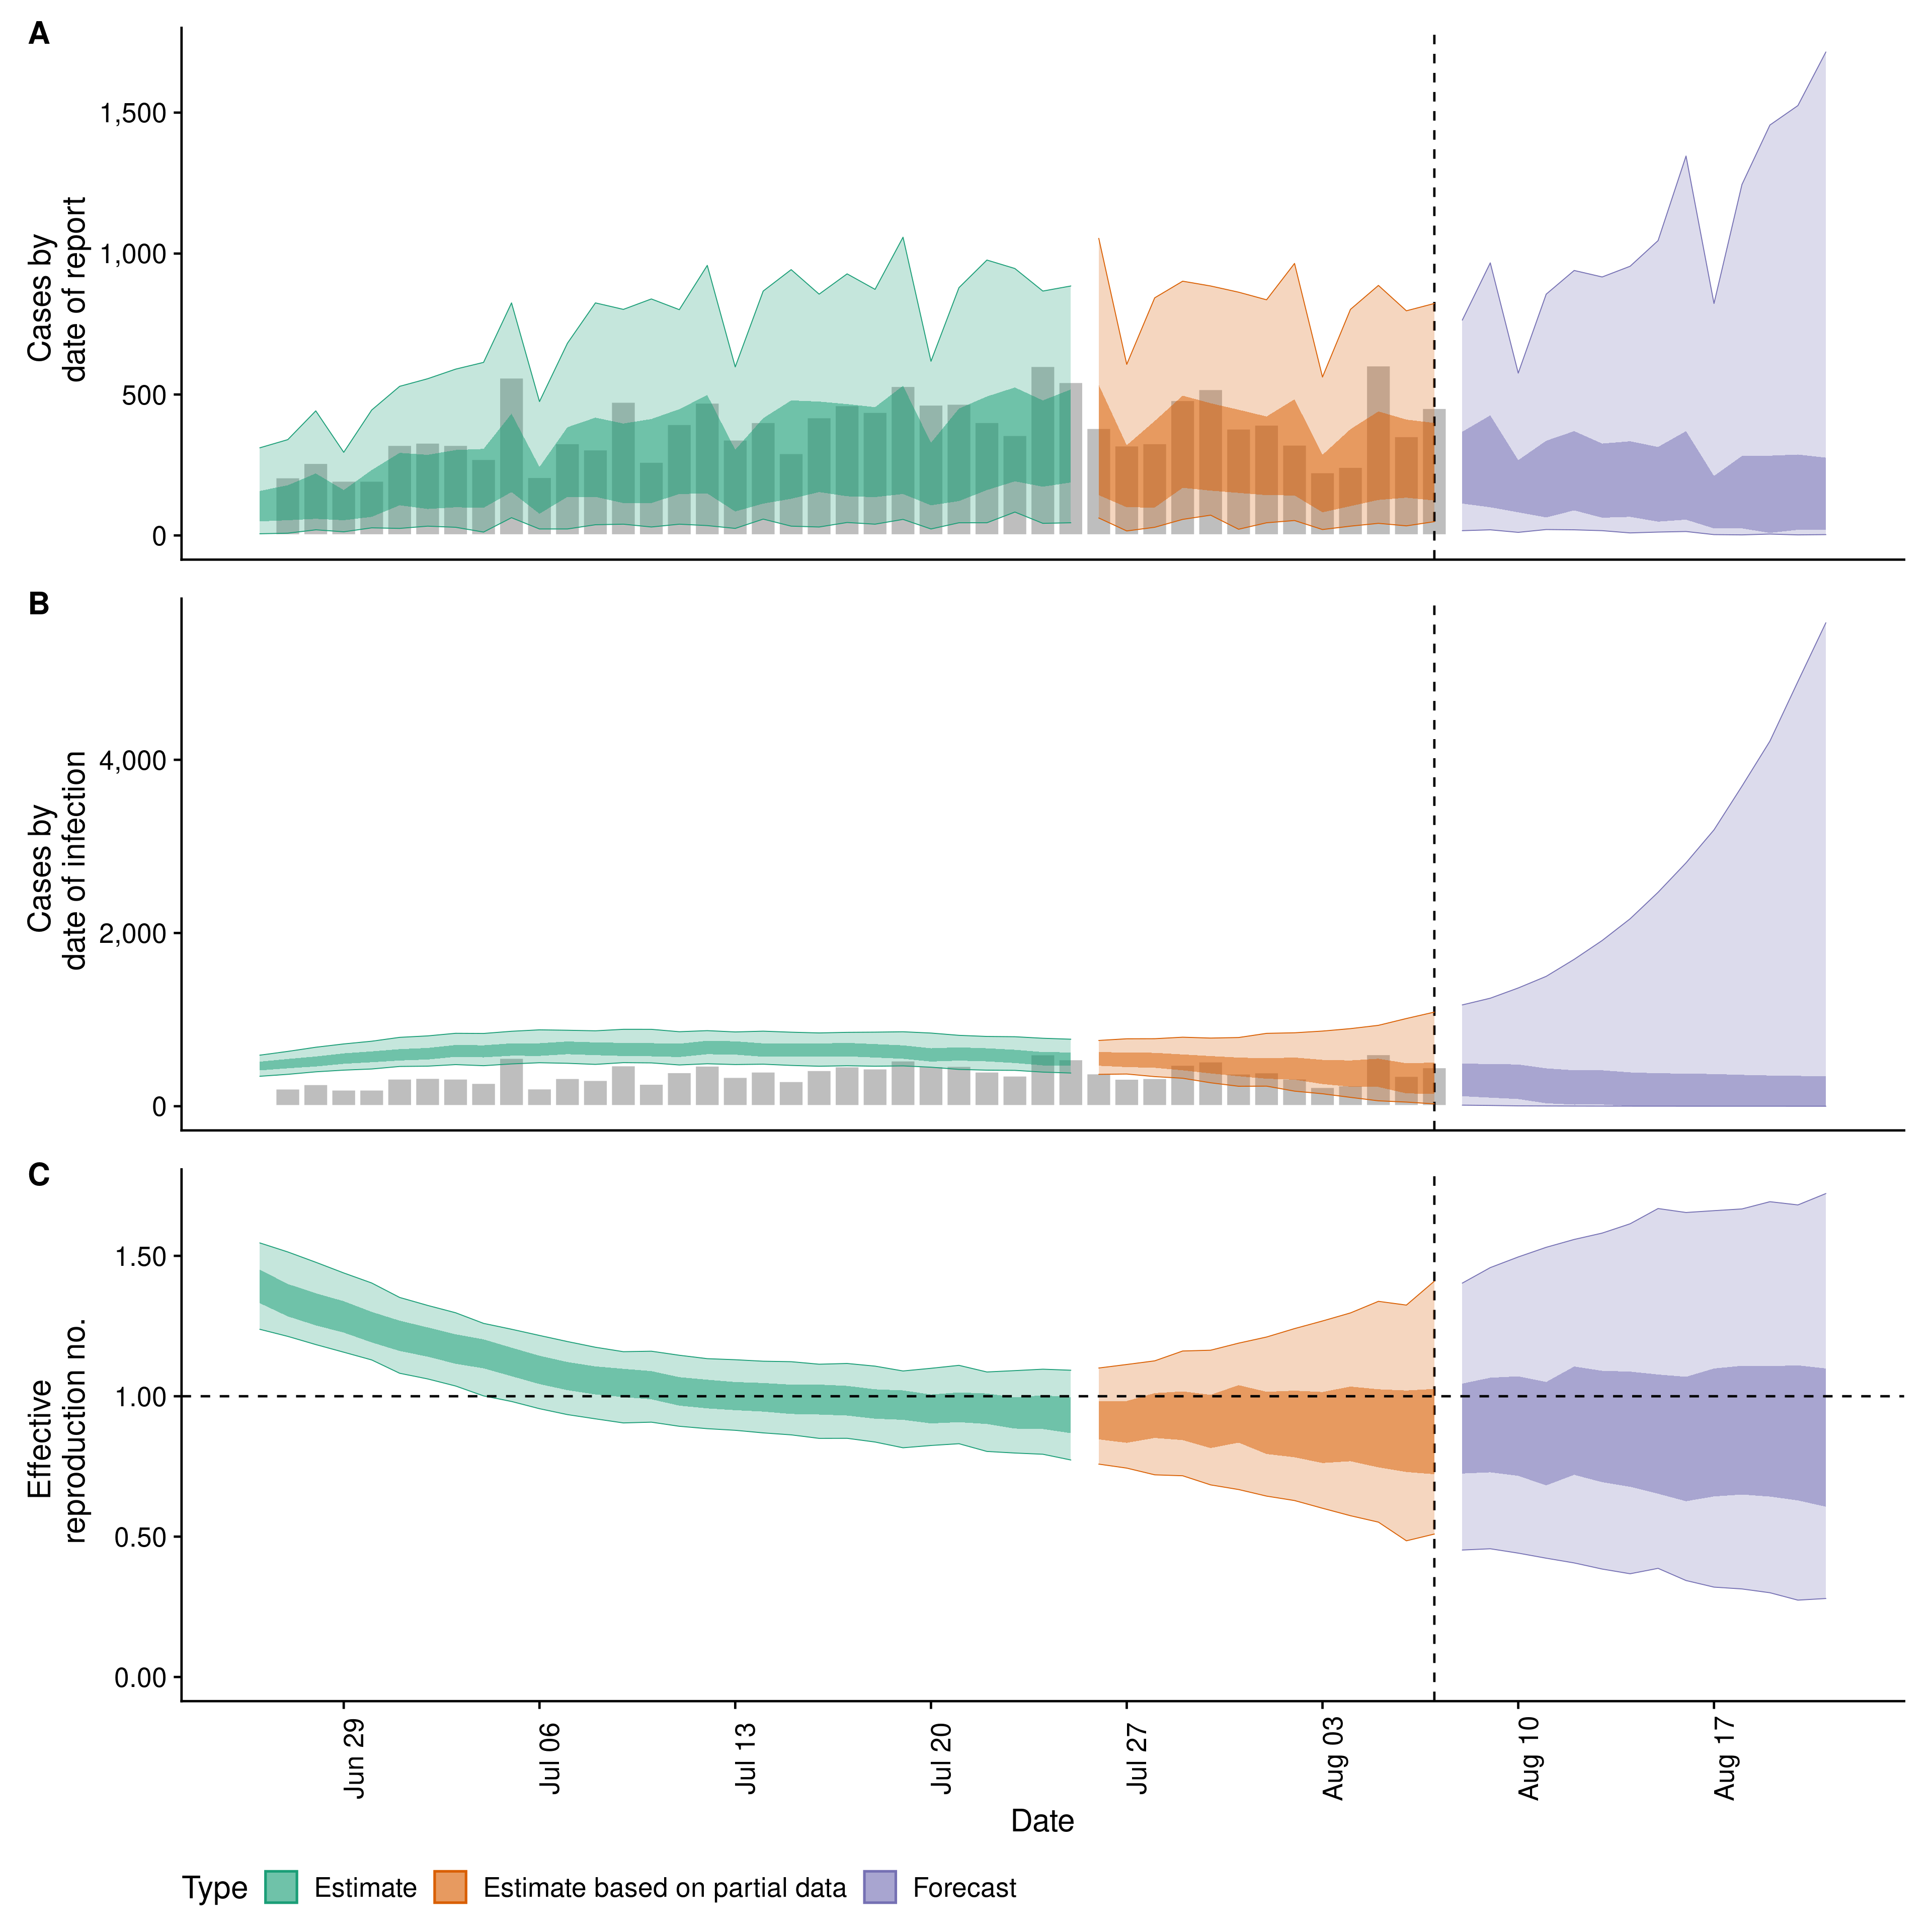 A
Cases by
date of report
1,500
1,000
500
0
B
Cases by
date of infection
4,000
2,000
0
C
Effective
reproduction no.
1.50
1.00
0.50
0.00
Jun 29
Jul 06
Jul 13
Jul 20
Jul 27
Aug 03
Aug 10
Aug 17
Date
Type
Estimate
Estimate based on partial data
Forecast